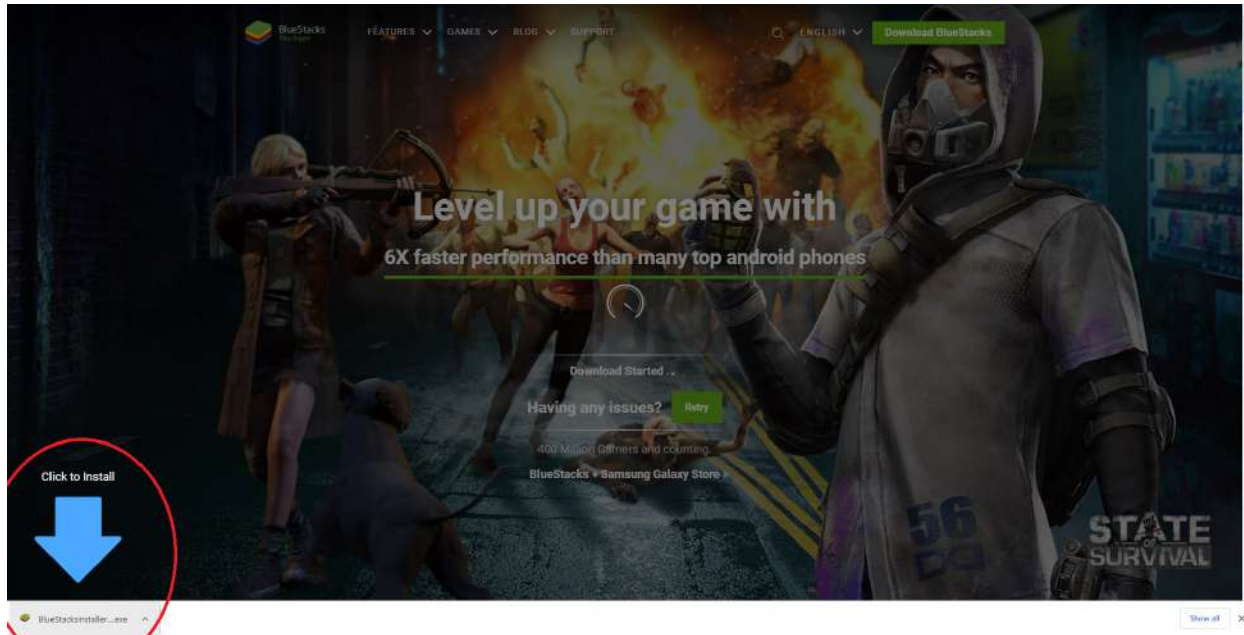 BlueStacks
FEATURES GAMES BLOG SUPPORT
ENGLISH
Download BlueStacks
Level up your game with
6X faster performance than many top android phones
Download Started . .
Having any issues? Retry
400 Million Gamers and counting.
BlueStacks + Samsung Galaxy Store
Click to Install
56
STATE
OF
SURVIVAL
BlueStacksInstaller....exe
Show all